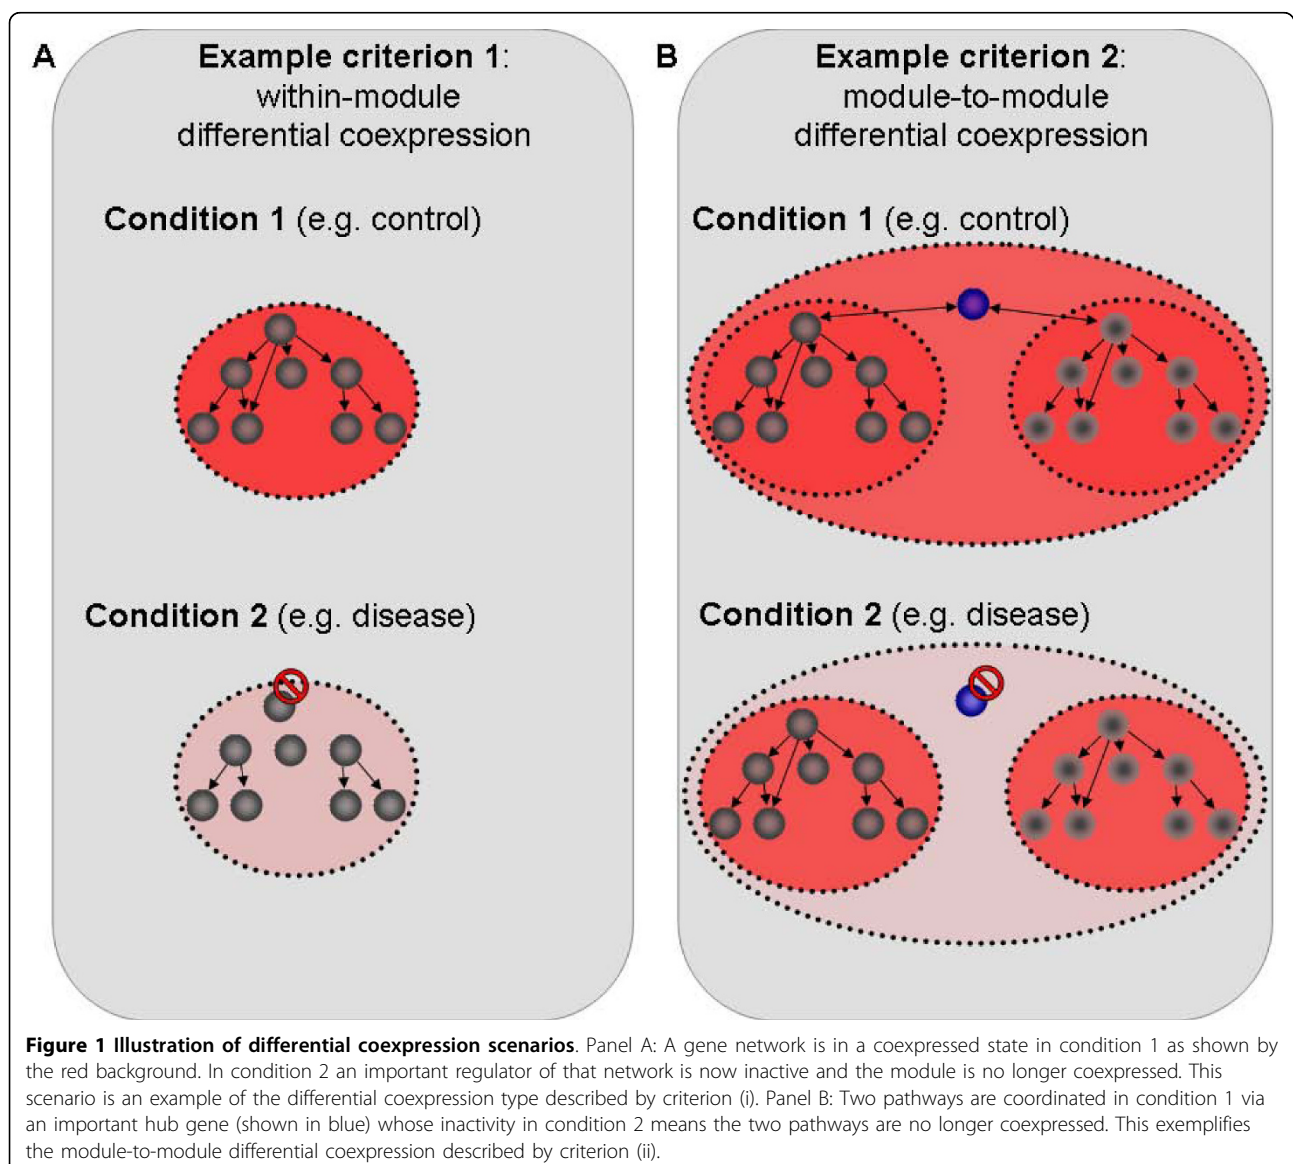 A
Example criterion 1:
within-module
differential coexpression
Condition 1 (e.g. control)
Condition 2 (e.g. disease)
B
Example criterion 2:
module-to-module
differential coexpression
Condition 1 (e.g. control)
Condition 2 (e.g. disease)
Figure 1 Illustration of differential coexpression scenarios. Panel A: A gene network is in a coexpressed state in condition 1 as shown by
the red background. In condition 2 an important regulator of that network is now inactive and the module is no longer coexpressed. This
scenario is an example of the differential coexpression type described by criterion (i). Panel B: Two pathways are coordinated in condition 1 via
an important hub gene (shown in blue) whose inactivity in condition 2 means the two pathways are no longer coexpressed. This exemplifies
the module-to-module differential coexpression described by criterion (ii).